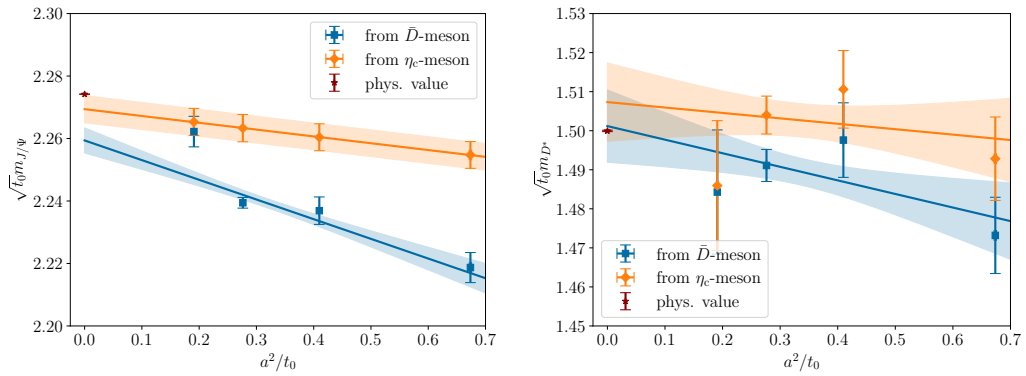 2.30
2.28
2.26
2.24
2.22
2.20
√t₀m_{J/Ψ}
from D̄-meson
from η_c-meson
phys. value
0.0 0.1 0.2 0.3 0.4 0.5 0.6 0.7
a²/t₀
1.53
1.52
1.51
1.50
1.49
1.48
1.47
1.46
1.45
√t₀m_{D*}
from D̄-meson
from η_c-meson
phys. value
0.0 0.1 0.2 0.3 0.4 0.5 0.6 0.7
a²/t₀